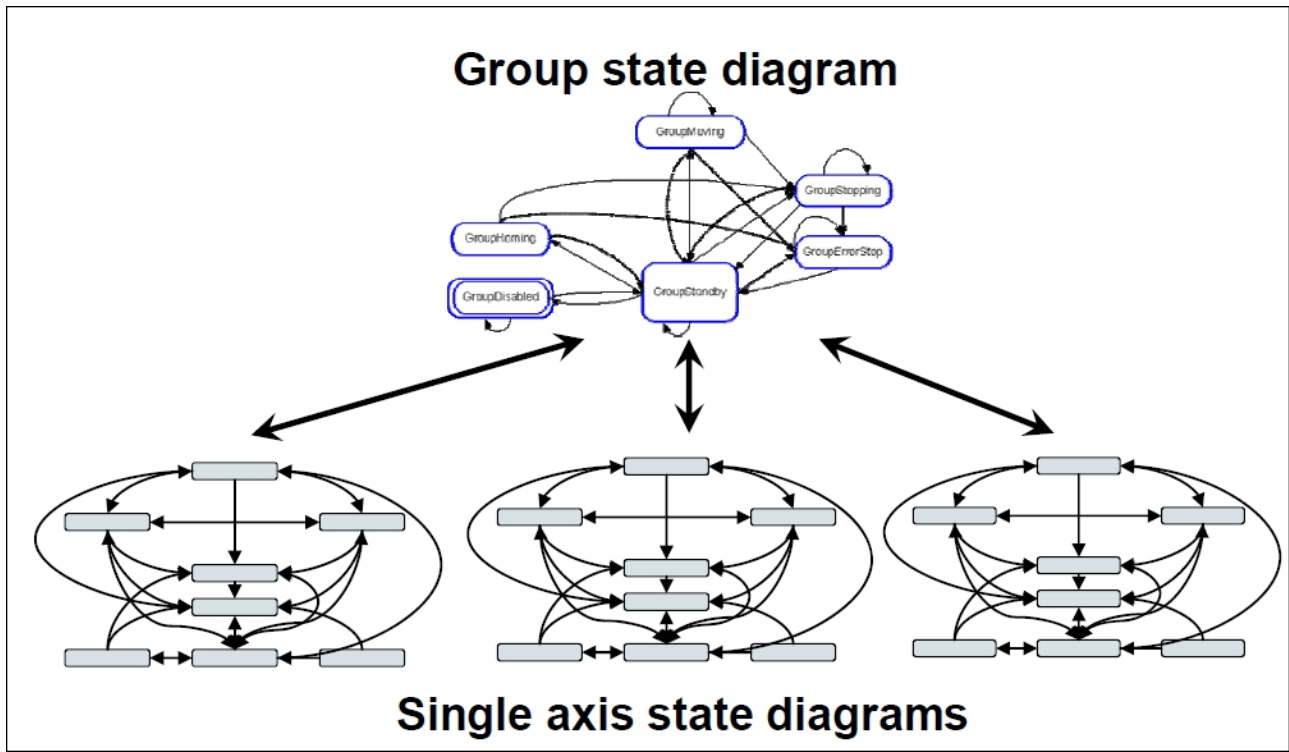 Group state diagram
GroupMoving
GroupStopping
GroupHoming
GroupErrorStop
GroupDisabled
GroupStandby
Single axis state diagrams